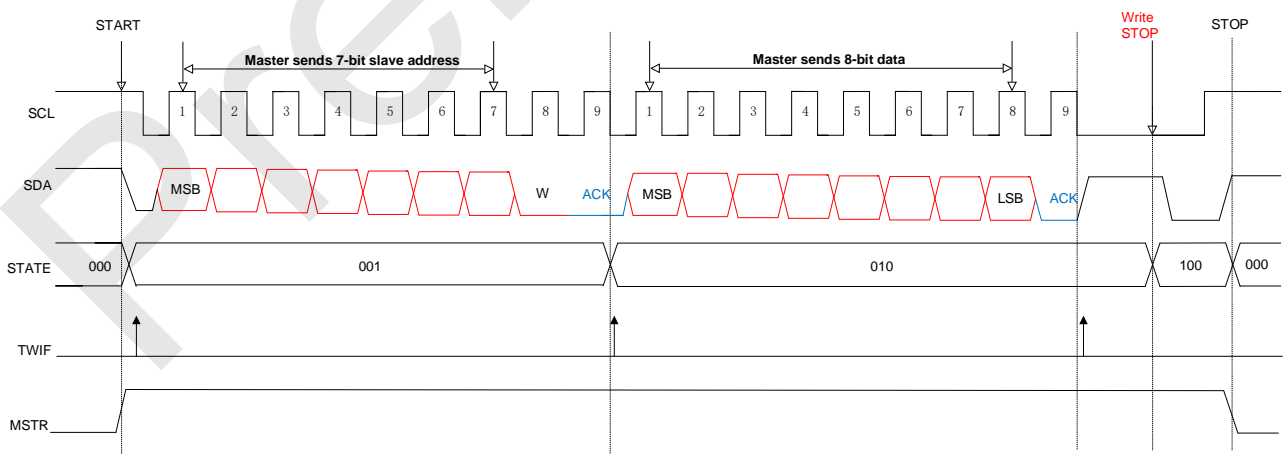 START
Write
STOP
STOP
Master sends 7-bit slave address
Master sends 8-bit data
SCL
1 2 3 4 5 6 7 8 9 1 2 3 4 5 6 7 8 9
SDA
MSB W ACK MSB LSB ACK
STATE
000 001 010 100 000
TWIF
MSTR
Pre